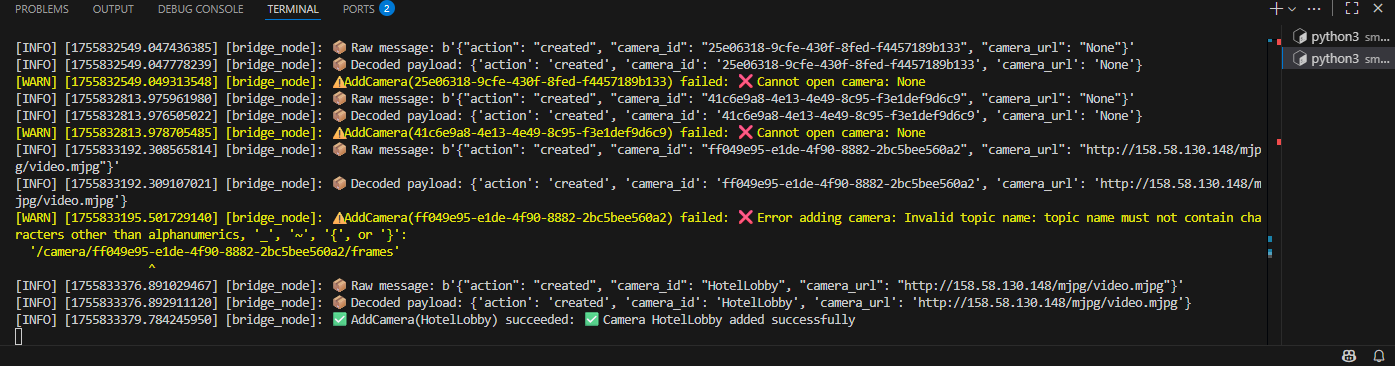 PROBLEMS OUTPUT DEBUG CONSOLE TERMINAL PORTS 2
[INFO] [1755832549.047436385] [bridge_node]: 📦 Raw message: b'{"action": "created", "camera_id": "25e06318-9cfe-430f-8fed-f4457189b133", "camera_url": "None"}'
[INFO] [1755832549.047778239] [bridge_node]: 📦 Decoded payload: {'action': 'created', 'camera_id': '25e06318-9cfe-430f-8fed-f4457189b133', 'camera_url': 'None'}
[WARN] [1755832549.049313548] [bridge_node]: ⚠️AddCamera(25e06318-9cfe-430f-8fed-f4457189b133) failed: ❌ Cannot open camera: None
[INFO] [1755832813.975961980] [bridge_node]: 📦 Raw message: b'{"action": "created", "camera_id": "41c6e9a8-4e13-4e49-8c95-f3e1def9d6c9", "camera_url": "None"}'
[INFO] [1755832813.976505022] [bridge_node]: 📦 Decoded payload: {'action': 'created', 'camera_id': '41c6e9a8-4e13-4e49-8c95-f3e1def9d6c9', 'camera_url': 'None'}
[WARN] [1755832813.978705485] [bridge_node]: ⚠️AddCamera(41c6e9a8-4e13-4e49-8c95-f3e1def9d6c9) failed: ❌ Cannot open camera: None
[INFO] [1755833192.308565814] [bridge_node]: 📦 Raw message: b'{"action": "created", "camera_id": "ff049e95-e1de-4f90-8882-2bc5bee560a2", "camera_url": "http://158.58.130.148/mjp
g/video.mjpg"}'
[INFO] [1755833192.309107021] [bridge_node]: 📦 Decoded payload: {'action': 'created', 'camera_id': 'ff049e95-e1de-4f90-8882-2bc5bee560a2', 'camera_url': 'http://158.58.130.148/m
jpg/video.mjpg'}
[WARN] [1755833195.501729140] [bridge_node]: ⚠️AddCamera(ff049e95-e1de-4f90-8882-2bc5bee560a2) failed: ❌ Error adding camera: Invalid topic name: topic name must not contain cha
racters other than alphanumerics, '_', '~', '{', or '}':
'/camera/ff049e95-e1de-4f90-8882-2bc5bee560a2/frames'
^
[INFO] [1755833376.891029467] [bridge_node]: 📦 Raw message: b'{"action": "created", "camera_id": "HotelLobby", "camera_url": "http://158.58.130.148/mjpg/video.mjpg"}'
[INFO] [1755833376.892911120] [bridge_node]: 📦 Decoded payload: {'action': 'created', 'camera_id': 'HotelLobby', 'camera_url': 'http://158.58.130.148/mjpg/video.mjpg'}
[INFO] [1755833379.784245950] [bridge_node]: ✅ AddCamera(HotelLobby) succeeded: ✅ Camera HotelLobby added successfully
python3 sm...
python3 sm...